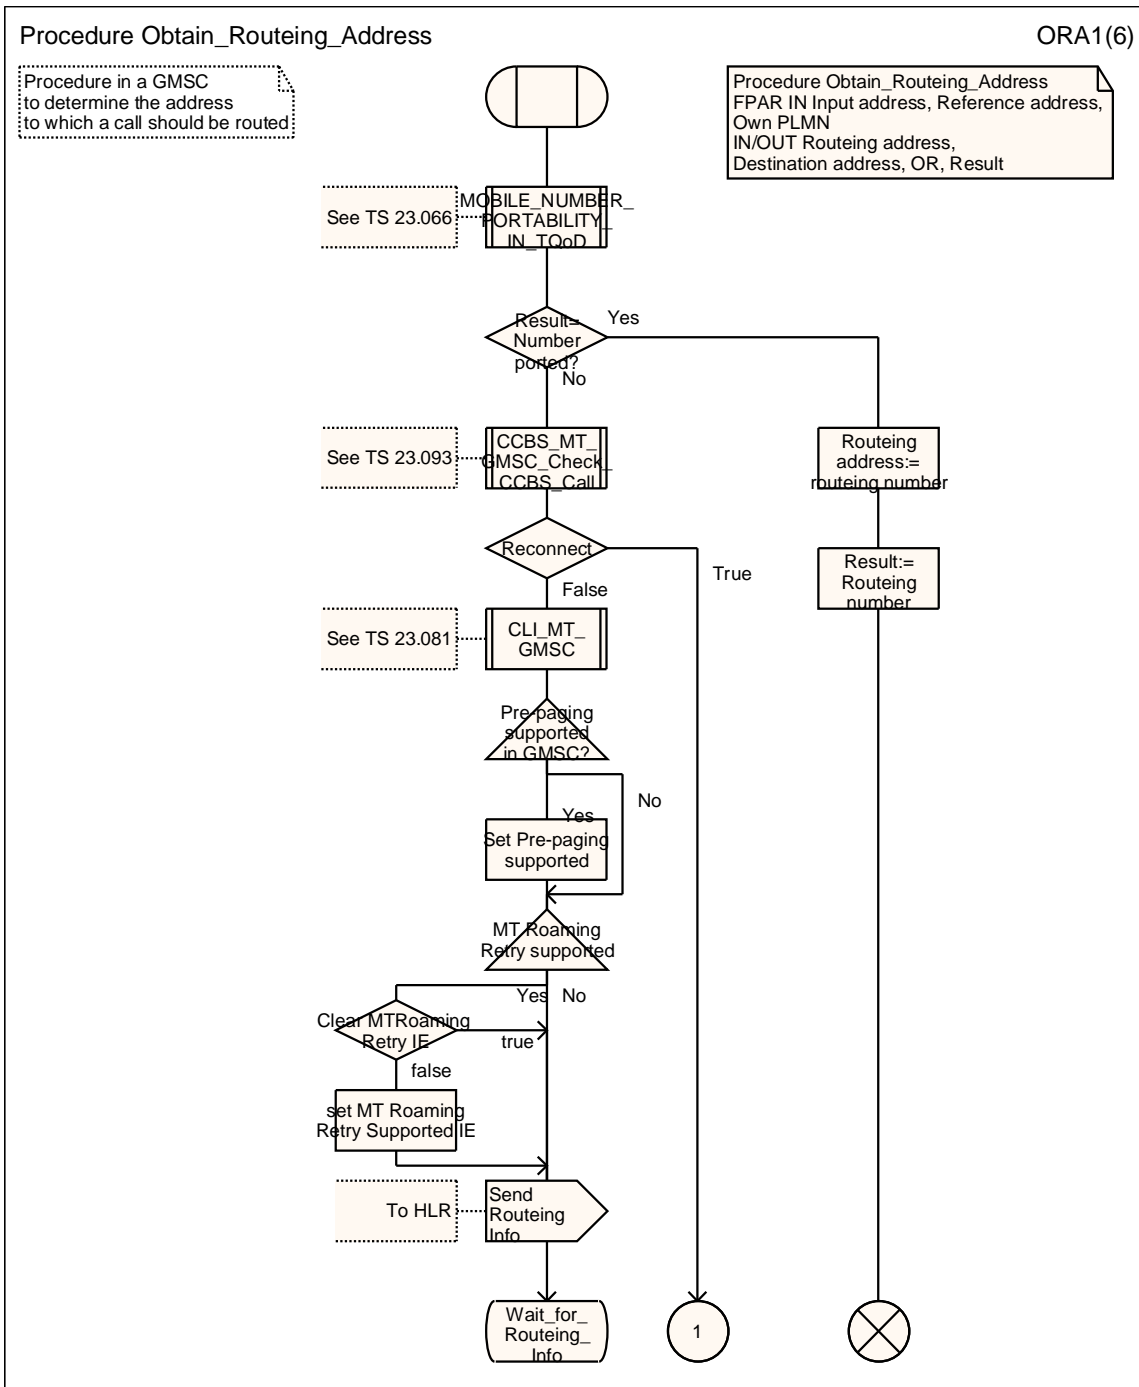 Procedure Obtain_Routeing_Address
ORA1(6)
Procedure in a GMSC
to determine the address
to which a call should be routed
Procedure Obtain_Routeing_Address
FPAR IN Input address, Reference address,
Own PLMN
IN/OUT Routeing address,
Destination address, OR, Result
See TS 23.066
MOBILE_NUMBER_
PORTABILITY_
IN_TQoD
Result=
Number
ported?
Yes
No
See TS 23.093
CCBS_MT_
GMSC_Check_
CCBS_Call
Routeing
address:=
routeing number
Reconnect
True
False
Result:=
Routeing
number
See TS 23.081
CLI_MT_
GMSC
Pre-paging
supported
in GMSC?
No
Yes
Set Pre-paging
supported
MT Roaming
Retry supported
Yes
No
Clear MTRoaming
Retry IE
true
false
set MT Roaming
Retry Supported IE
To HLR
Send
Routeing
Info
Wait_for_
Routeing_
Info
1